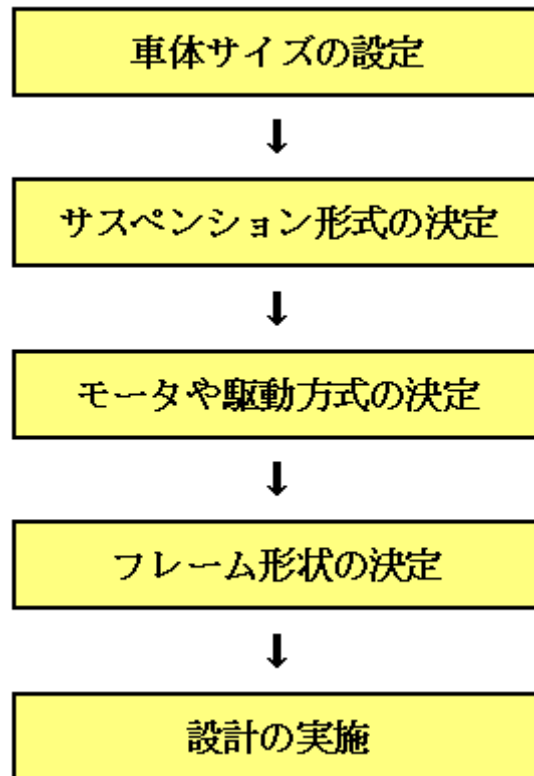 車体サイズの設定
↓
サスペンション形式の決定
↓
モータや駆動方式の決定
↓
フレーム形状の決定
↓
設計の実施